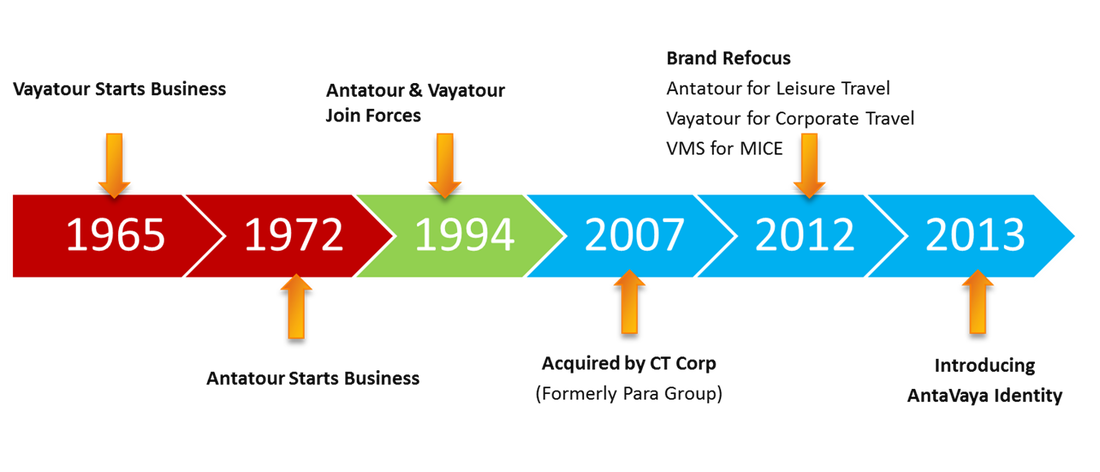 Vayatour Starts Business
Antatour & Vayatour
Join Forces
Brand Refocus
Antatour for Leisure Travel
Vayatour for Corporate Travel
VMS for MICE
1965
1972
1994
2007
2012
2013
Antatour Starts Business
Acquired by CT Corp
(Formerly Para Group)
Introducing
AntaVaya Identity